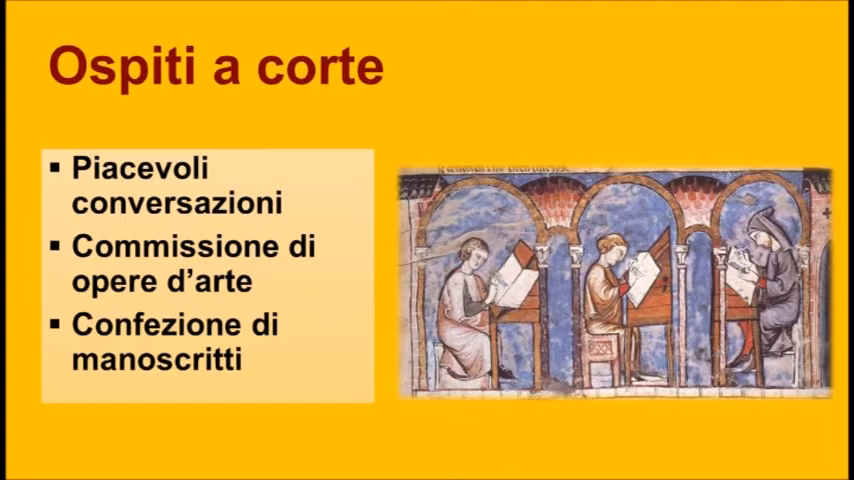 Ospiti a corte
▪ Piacevoli
conversazioni
▪ Commissione di
opere d'arte
▪ Confezione di
manoscritti